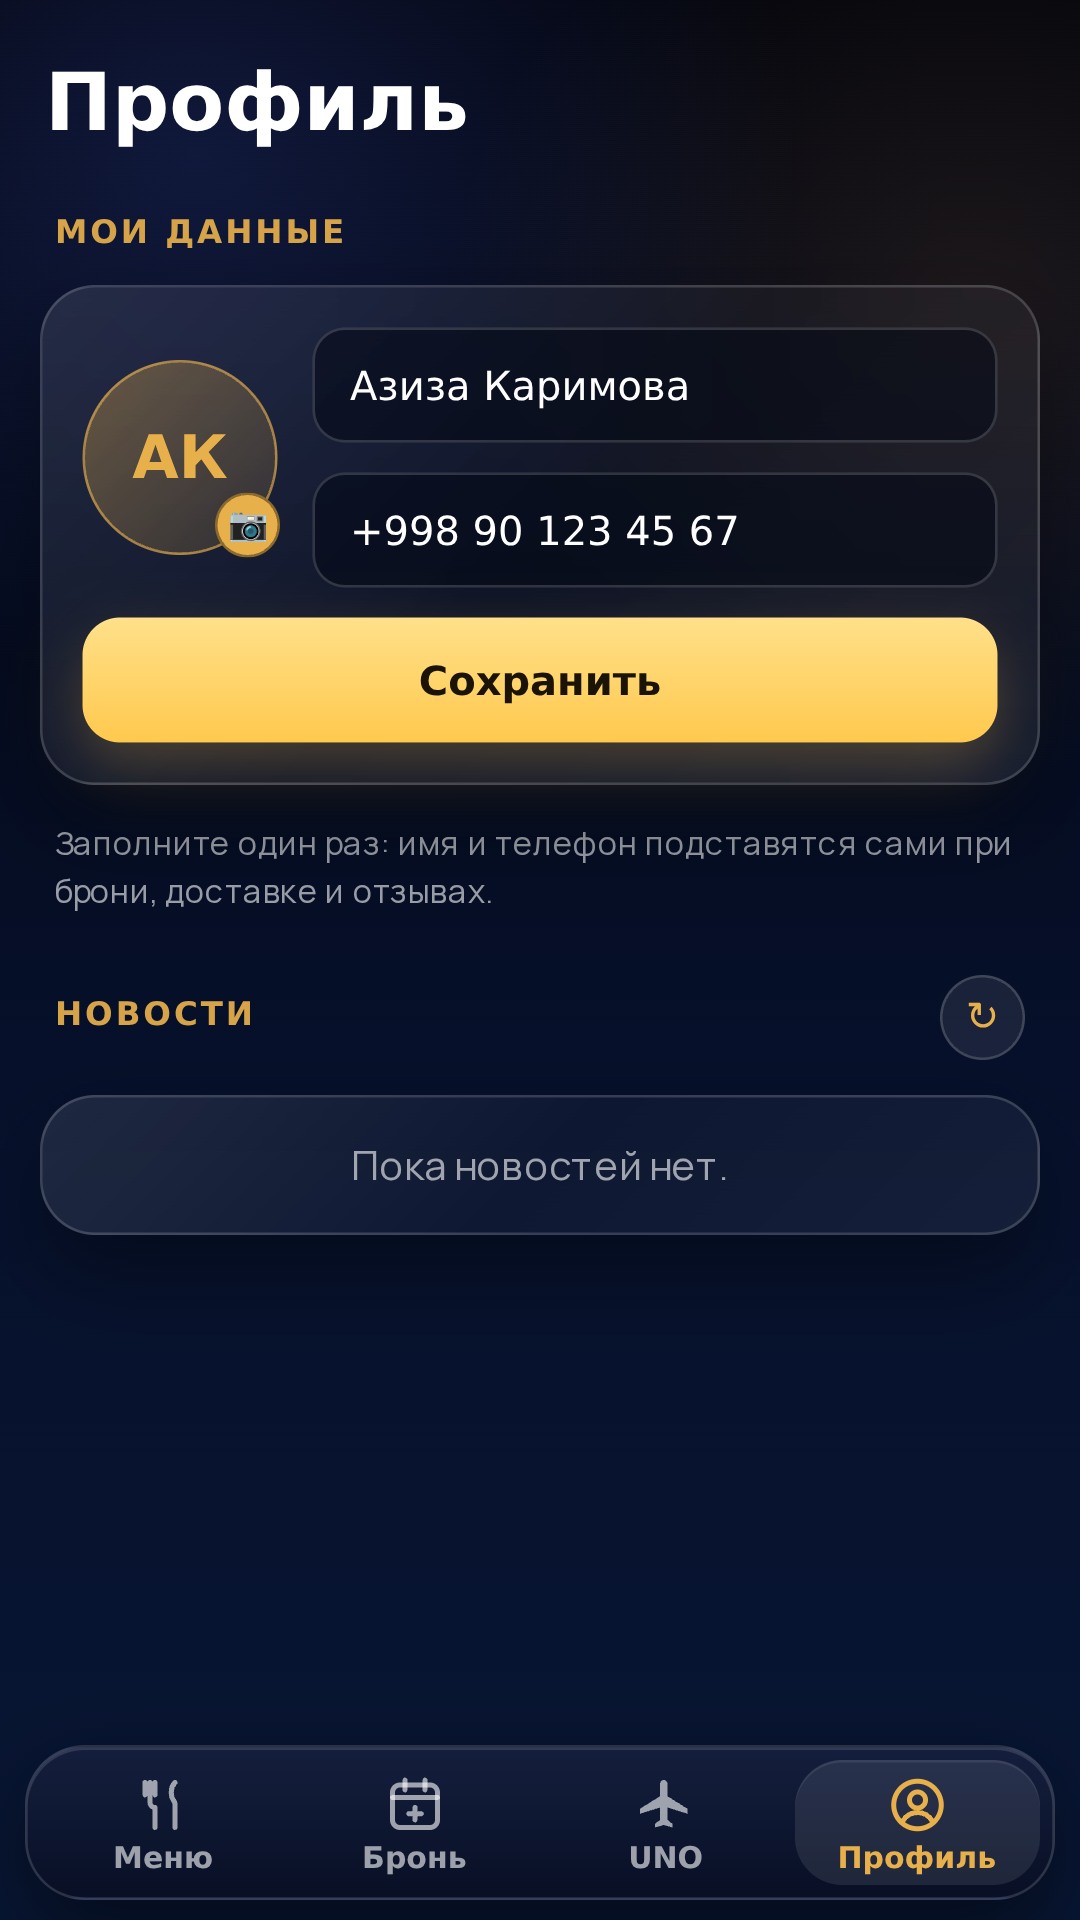 Профиль
МОИ ДАННЫЕ
АК
Азиза Каримова
+998 90 123 45 67
Сохранить
Заполните один раз: имя и телефон подставятся сами при
брони, доставке и отзывах.
НОВОСТИ
Пока новостей нет.
Меню
Бронь
UNO
Профиль